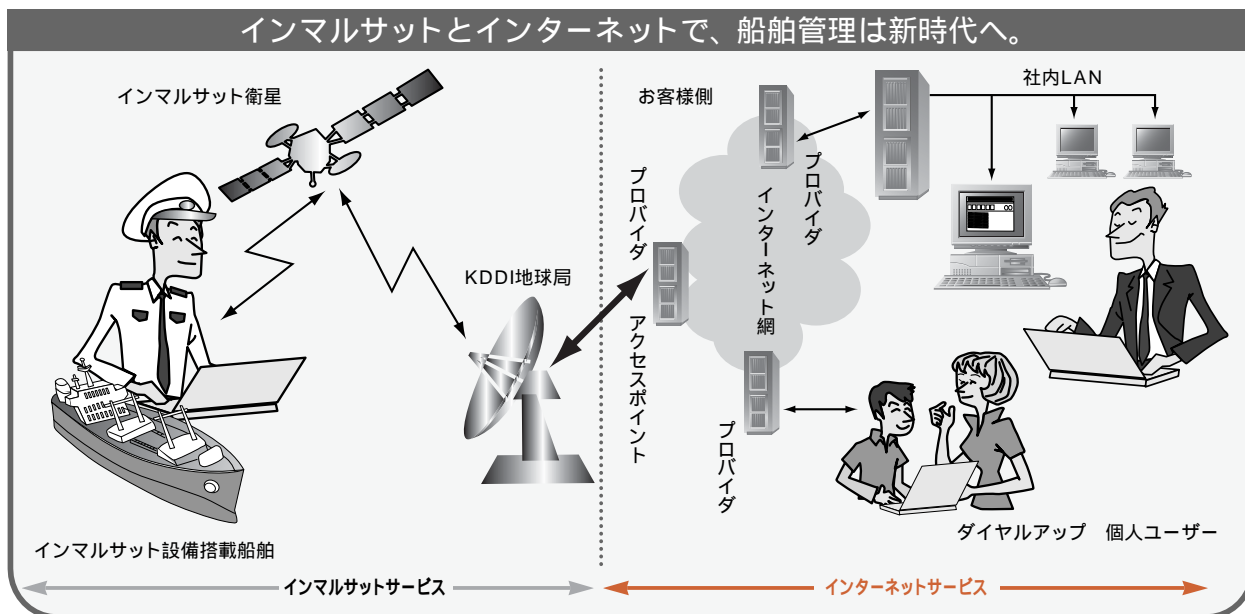 インマルサットとインターネットで、船舶管理は新時代へ。
インマルサット衛星
KDDI地球局
インマルサット設備搭載船舶
お客様側
社内LAN
プロバイダ
アクセスポイント
インターネット網
プロバイダ
プロバイダ
ダイヤルアップ 個人ユーザー
インマルサットサービス
インターネットサービス